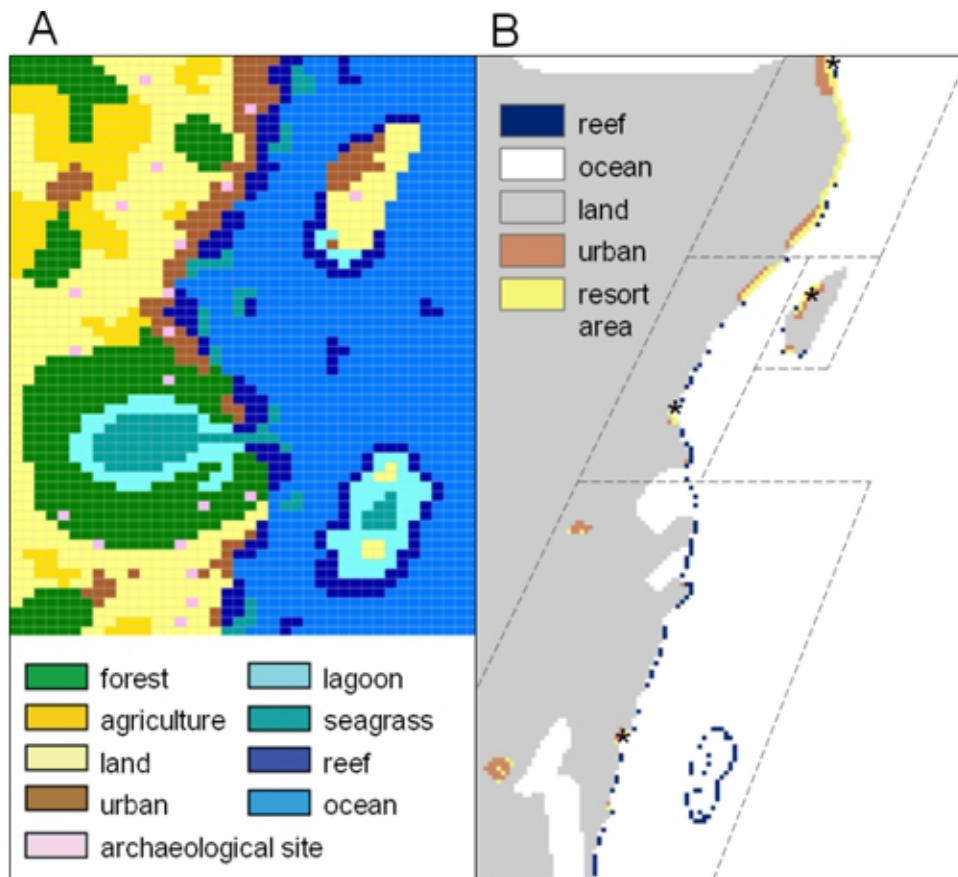 A
B
reef
ocean
land
urban
resort
area
*
*
*
*
forest
agriculture
land
urban
archaeological site
lagoon
seagrass
reef
ocean